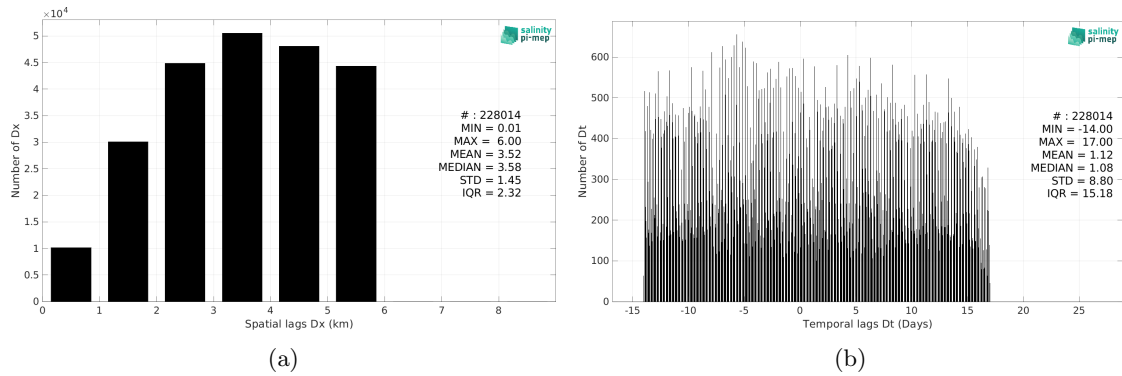 ×10⁴
5
4.5
4
3.5
3
2.5
2
1.5
1
0.5
0
Number of Dx
0 1 2 3 4 5 6 7 8
Spatial lags Dx (km)
salinity
pi-mep
# : 228014
MIN = 0.01
MAX = 6.00
MEAN = 3.52
MEDIAN = 3.58
STD = 1.45
IQR = 2.32
(a)
600
500
400
300
200
100
0
Number of Dt
-15 -10 -5 0 5 10 15 20 25
Temporal lags Dt (Days)
salinity
pi-mep
# : 228014
MIN = -14.00
MAX = 17.00
MEAN = 1.12
MEDIAN = 1.08
STD = 8.80
IQR = 15.18
(b)